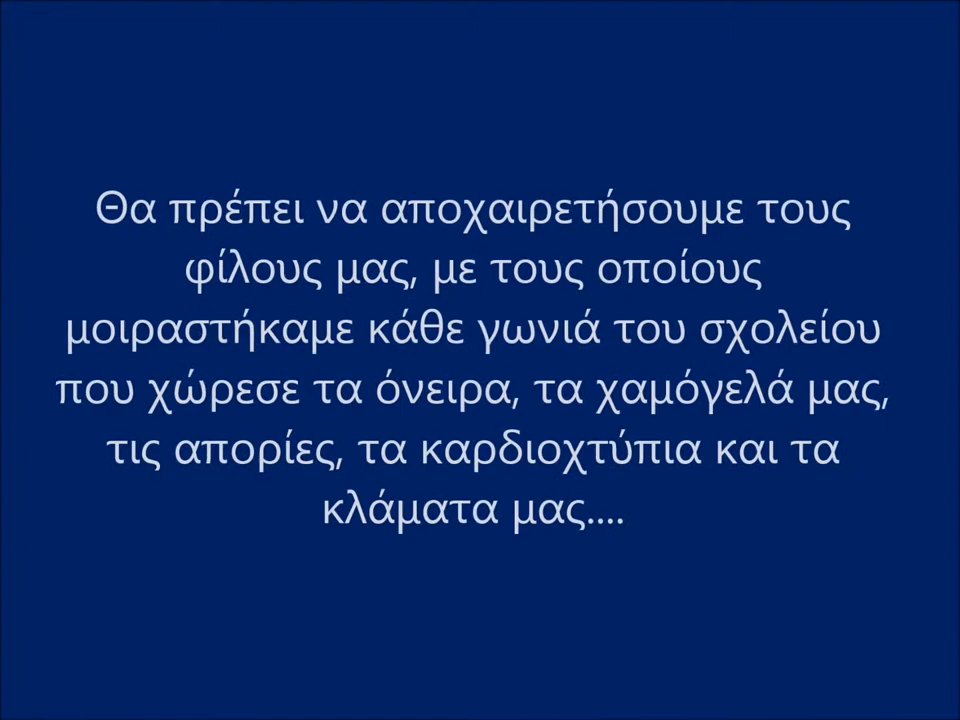 Θα πρέπει να αποχαιρετήσουμε τους
φίλους μας, με τους οποίους
μοιραστήκαμε κάθε γωνιά του σχολείου
που χώρεσε τα όνειρα, τα χαμόγελά μας,
τις απορίες, τα καρδιοχτύπια και τα
κλάματα μας....